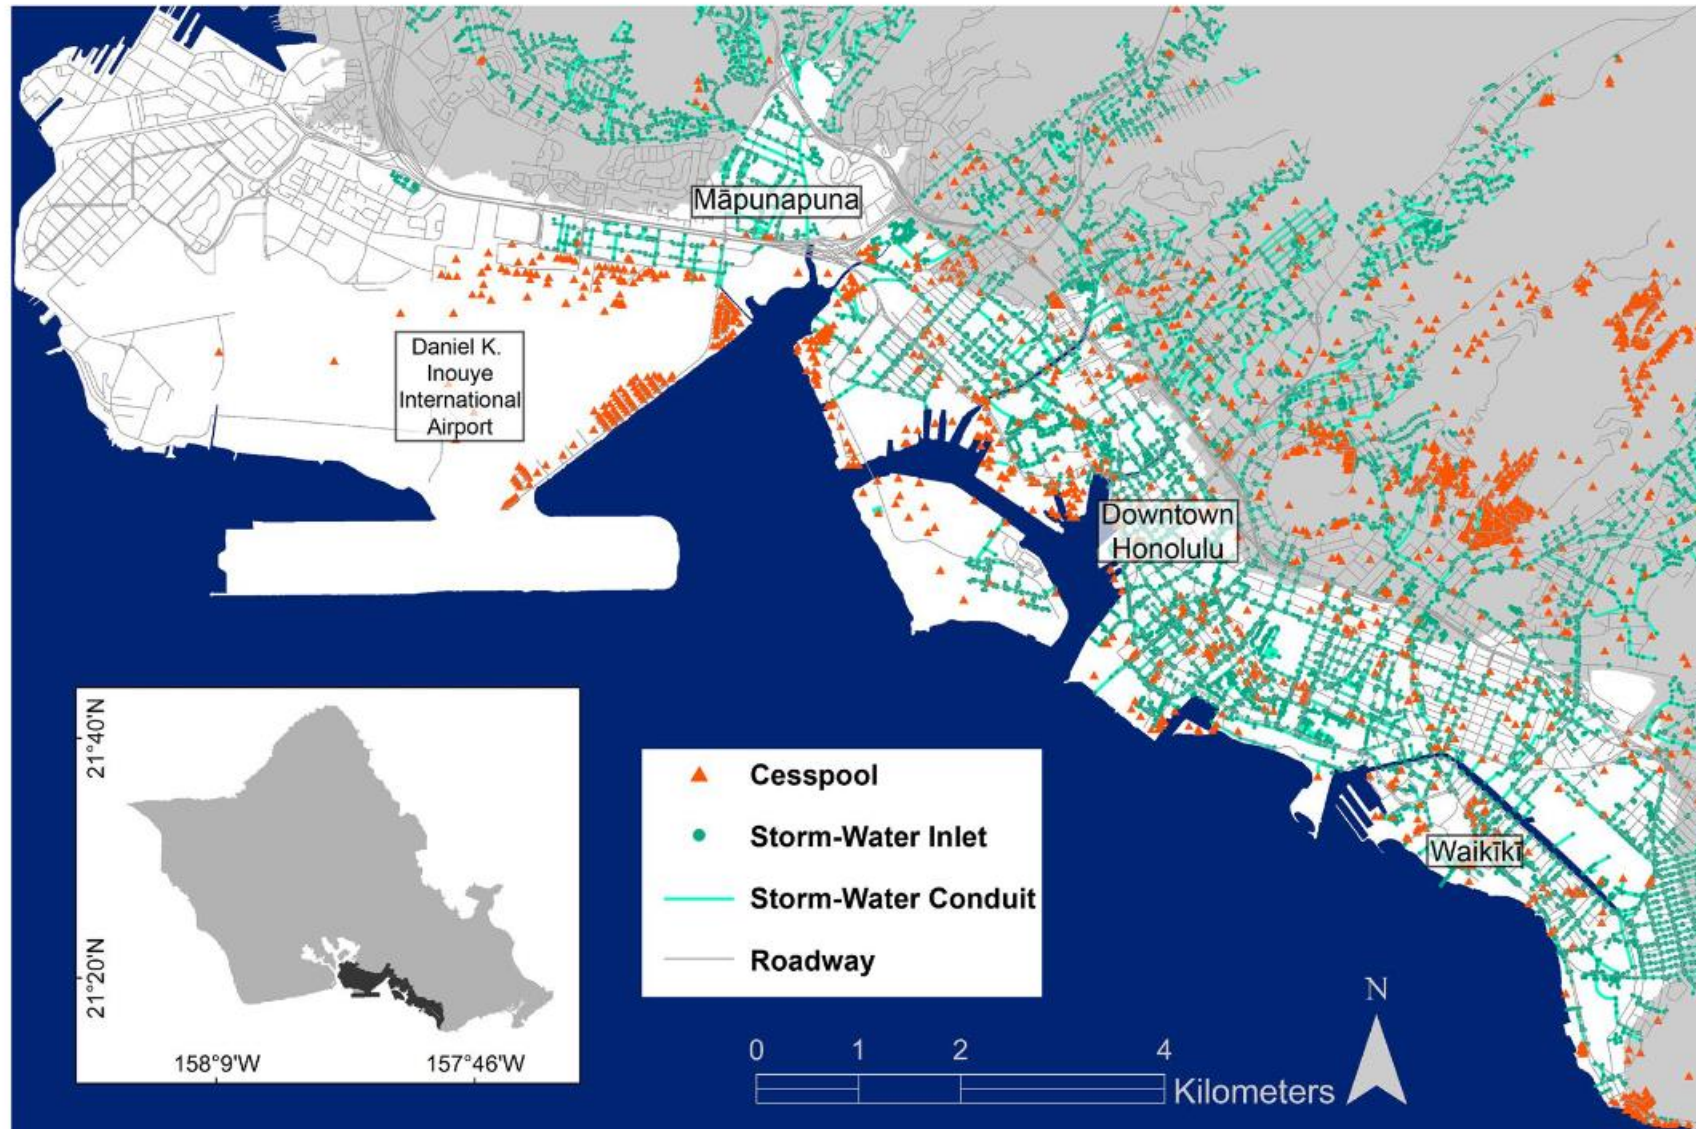 Māpunapuna
Daniel K.
Inouye
International
Airport
Downtown
Honolulu
Waikīkī
21°40'N
21°20'N
158°9'W
157°46'W
Cesspool
Storm-Water Inlet
Storm-Water Conduit
Roadway
N
0 1 2 4
Kilometers